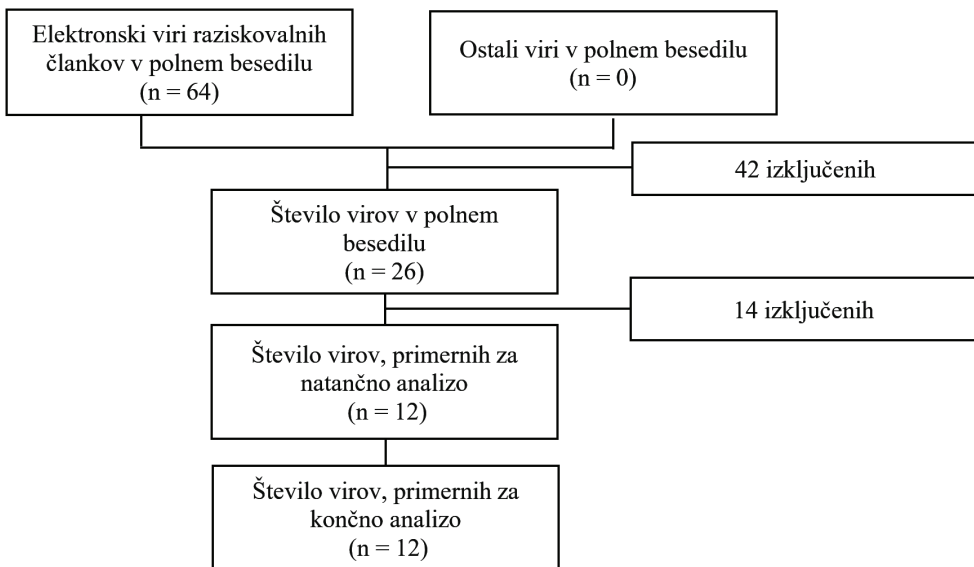 Elektronski viri raziskovalnih
člankov v polnem besedilu
(n = 64)
Ostali viri v polnem besedilu
(n = 0)
42 izključenih
Število virov v polnem
besedilu
(n = 26)
14 izključenih
Število virov, primernih za
natančno analizo
(n = 12)
Število virov, primernih za
končno analizo
(n = 12)